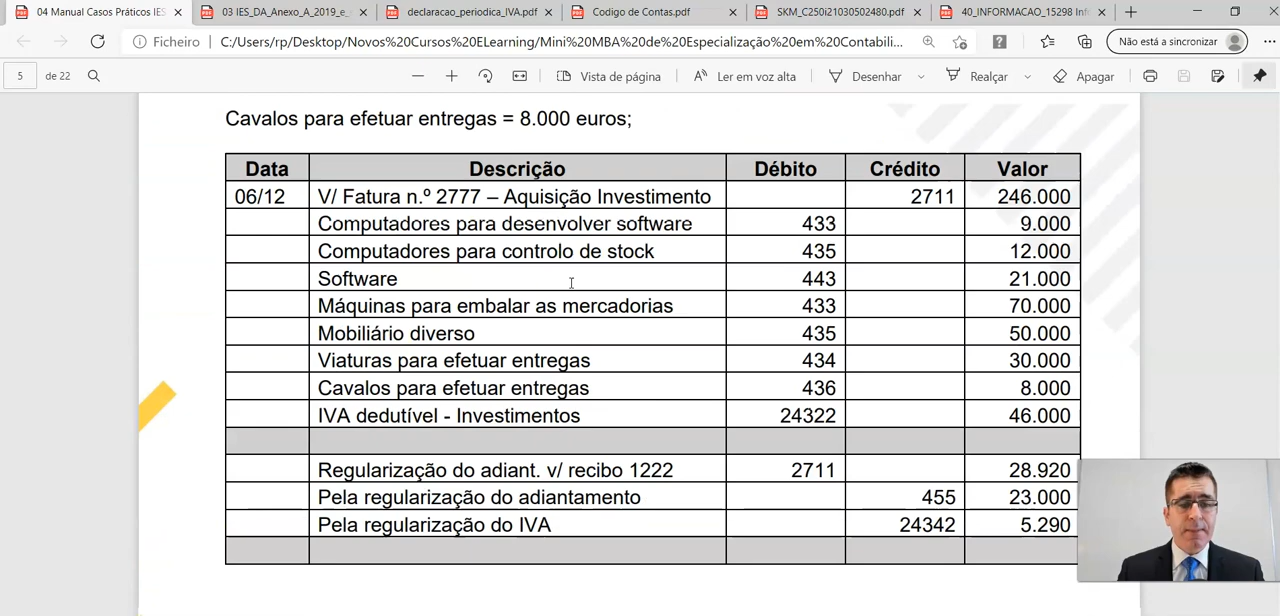 04 Manual Casos Práticos IES
03 IES_DA_Anexo_A_2019_e_
declaracao_periodica_IVA.pdf
Codigo de Contas.pdf
SKM_C250i21030502480.pdf
40_INFORMACAO_15298
Ficheiro C:/Users/rp/Desktop/Novos%20Cursos%20ELearning/Mini%20MBA%20de%20Especialização%20em%20Contabili...
Não está a sincronizar
5 de 22 Vista de página Ler em voz alta Desenhar Realçar Apagar
Cavalos para efetuar entregas = 8.000 euros;
Data Descrição Débito Crédito Valor
06/12 V/ Fatura n.º 2777 – Aquisição Investimento 2711 246.000
Computadores para desenvolver software 433 9.000
Computadores para controlo de stock 435 12.000
Software 443 21.000
Máquinas para embalar as mercadorias 433 70.000
Mobiliário diverso 435 50.000
Viaturas para efetuar entregas 434 30.000
Cavalos para efetuar entregas 436 8.000
IVA dedutível - Investimentos 24322 46.000
Regularização do adiant. v/ recibo 1222 2711 28.920
Pela regularização do adiantamento 455 23.000
Pela regularização do IVA 24342 5.290